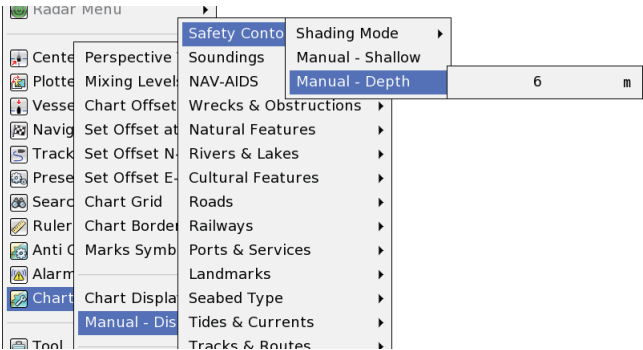 Radar Menu
Cente
Plotte
Vesse
Navig
Track
Prese
Searc
Ruler
Anti
Alarm
Chart
Tool
Perspective
Mixing Level
Chart Offset
Set Offset at
Set Offset N-
Set Offset E-
Chart Grid
Chart Border
Marks Symb
Chart Displa
Manual - Dis
Safety Conto
Soundings
NAV-AIDS
Wrecks & Obstructions
Natural Features
Rivers & Lakes
Cultural Features
Roads
Railways
Ports & Services
Landmarks
Seabed Type
Tides & Currents
Tracks & Routes
Shading Mode
Manual - Shallow
Manual - Depth
6 m